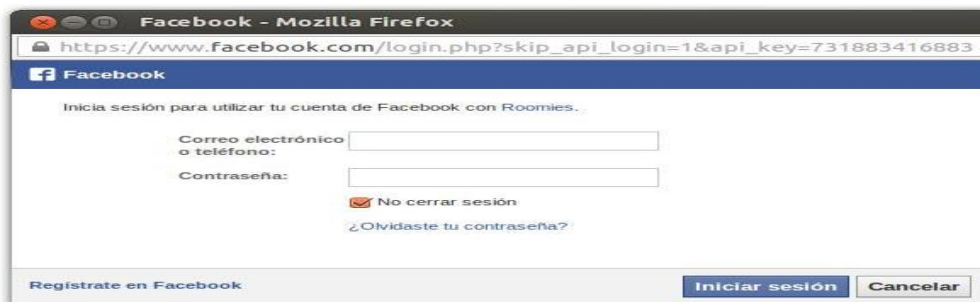 Facebook - Mozilla Firefox
https://www.facebook.com/login.php?skip_api_login=1&api_key=731883416883
Facebook
Inicia sesión para utilizar tu cuenta de Facebook con Roomies.
Correo electrónico
o teléfono:
Contraseña:
No cerrar sesión
¿Olvidaste tu contraseña?
Regístrate en Facebook
Iniciar sesión
Cancelar